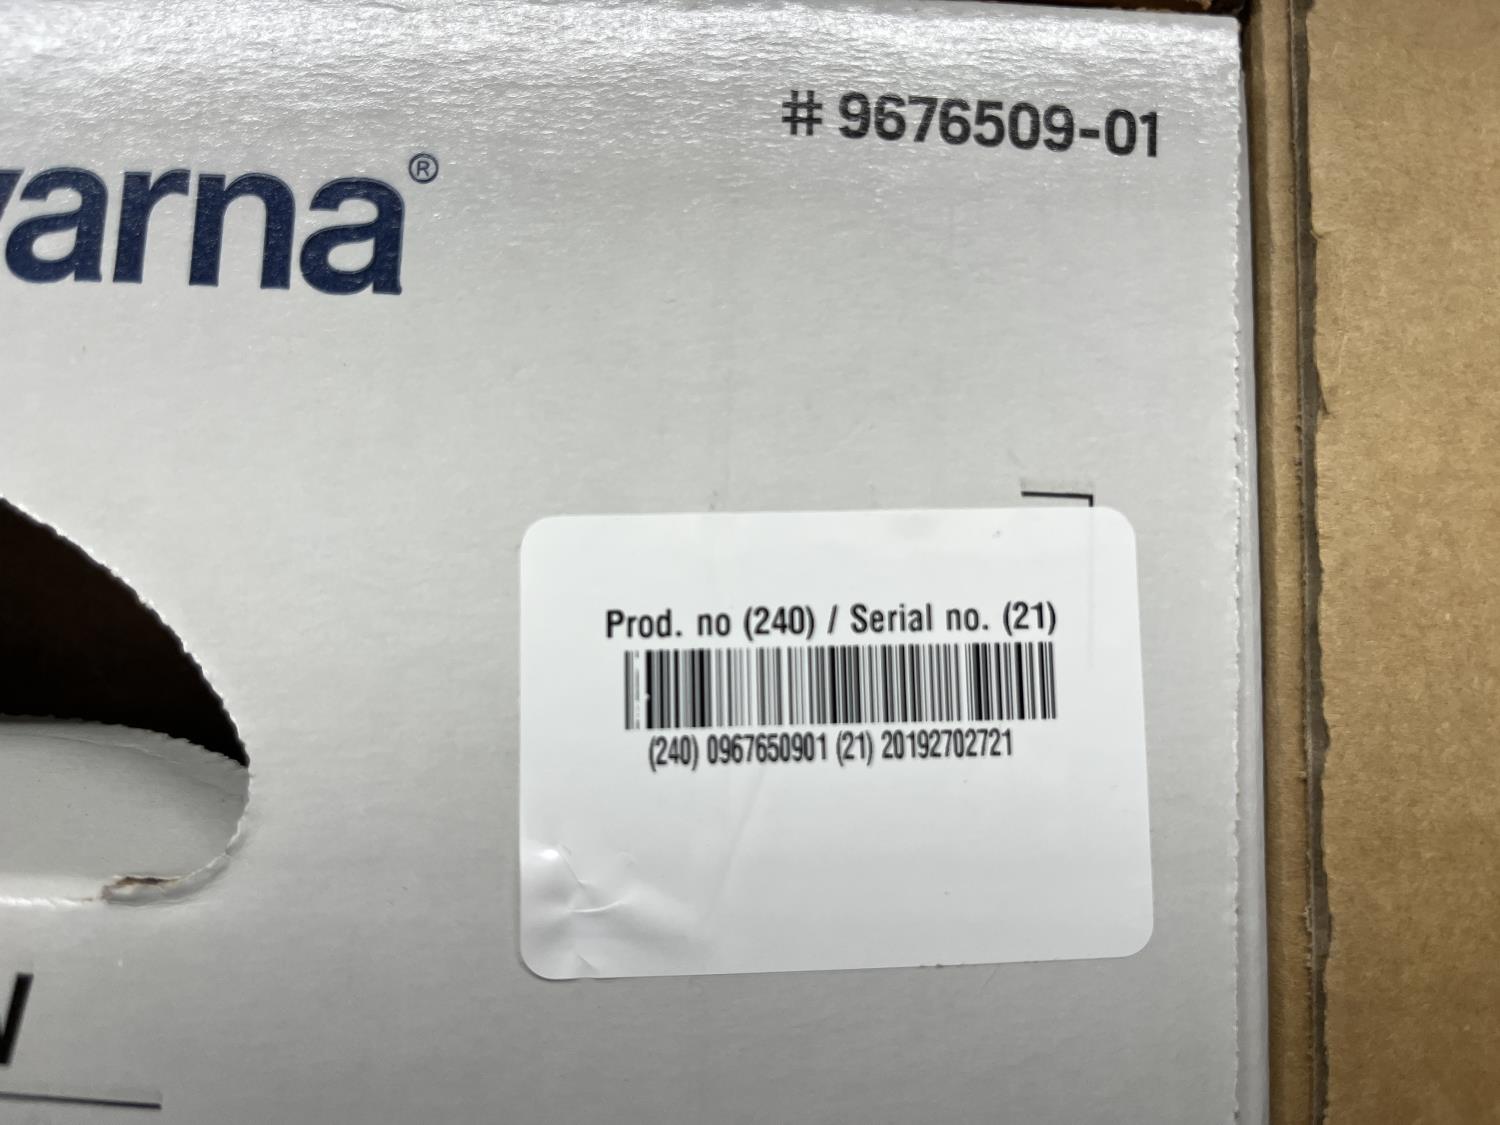 # 9676509-01
varna®
Prod. no (240) / Serial no. (21)
(240) 0967650901 (21) 20192702721